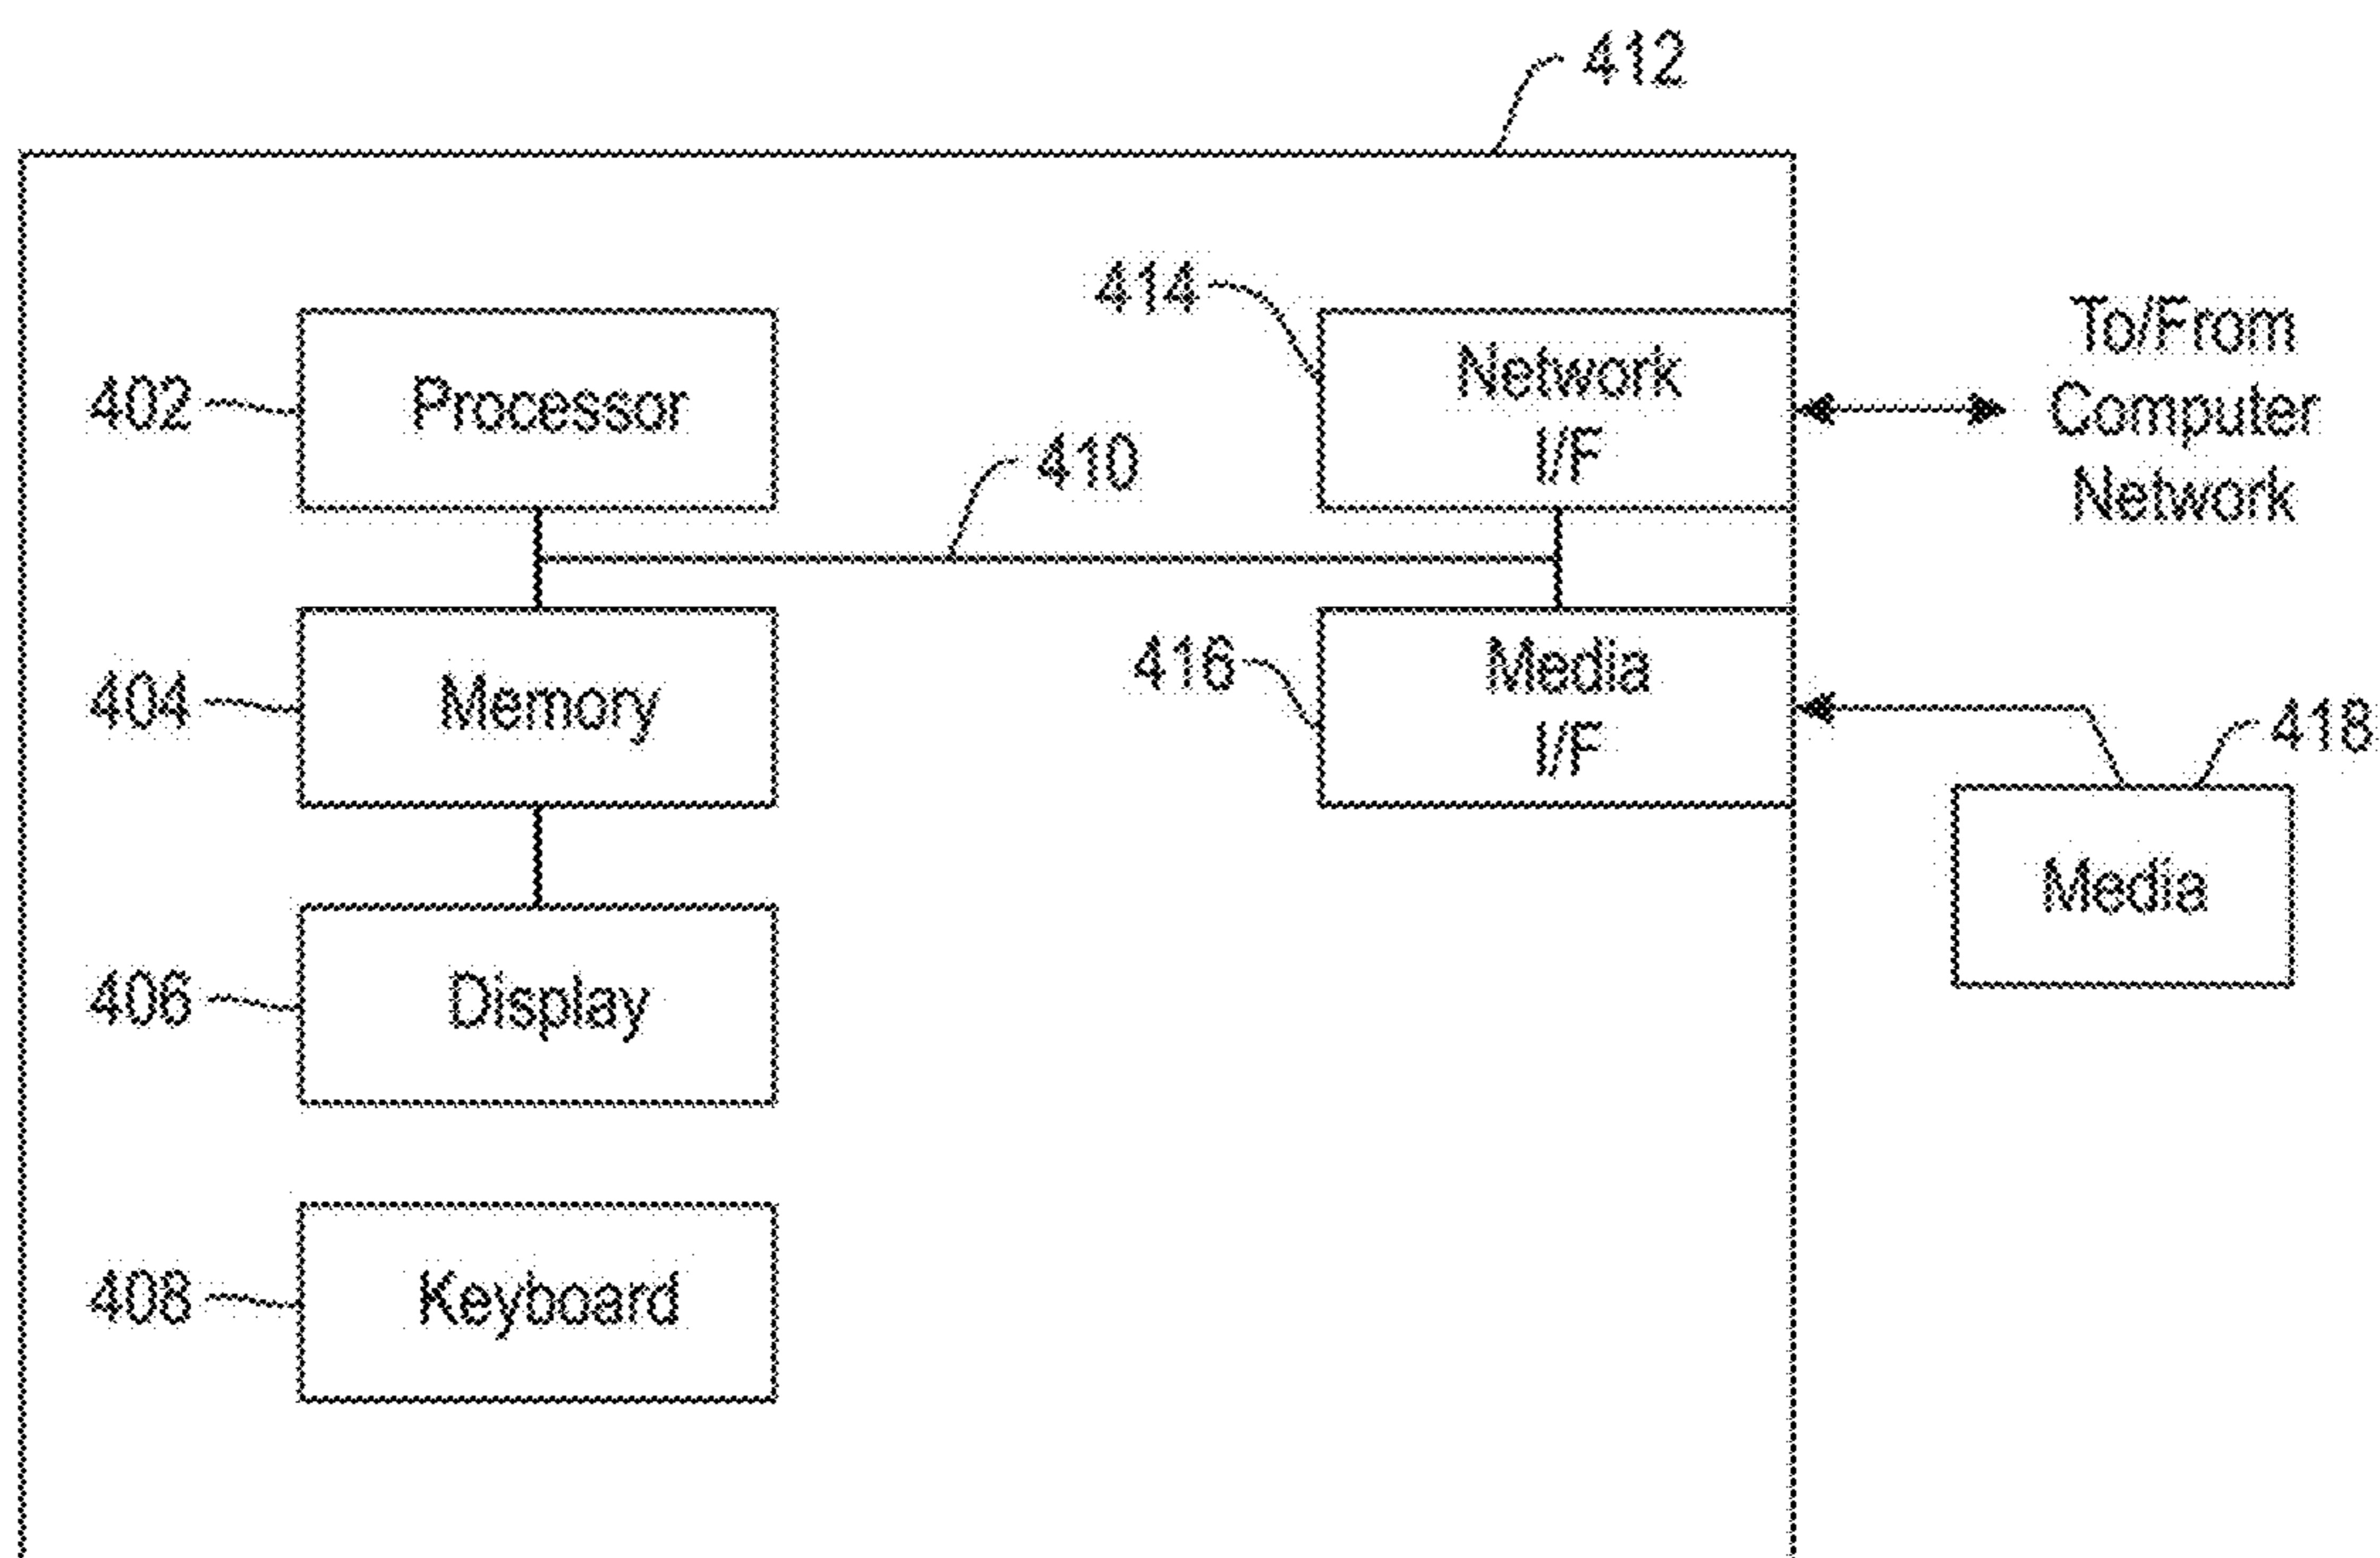 412
414
Network
I/F
To/From
Computer
Network
402
Processor
410
416
Media
I/F
404
Memory
418
Media
406
Display
408
Keyboard